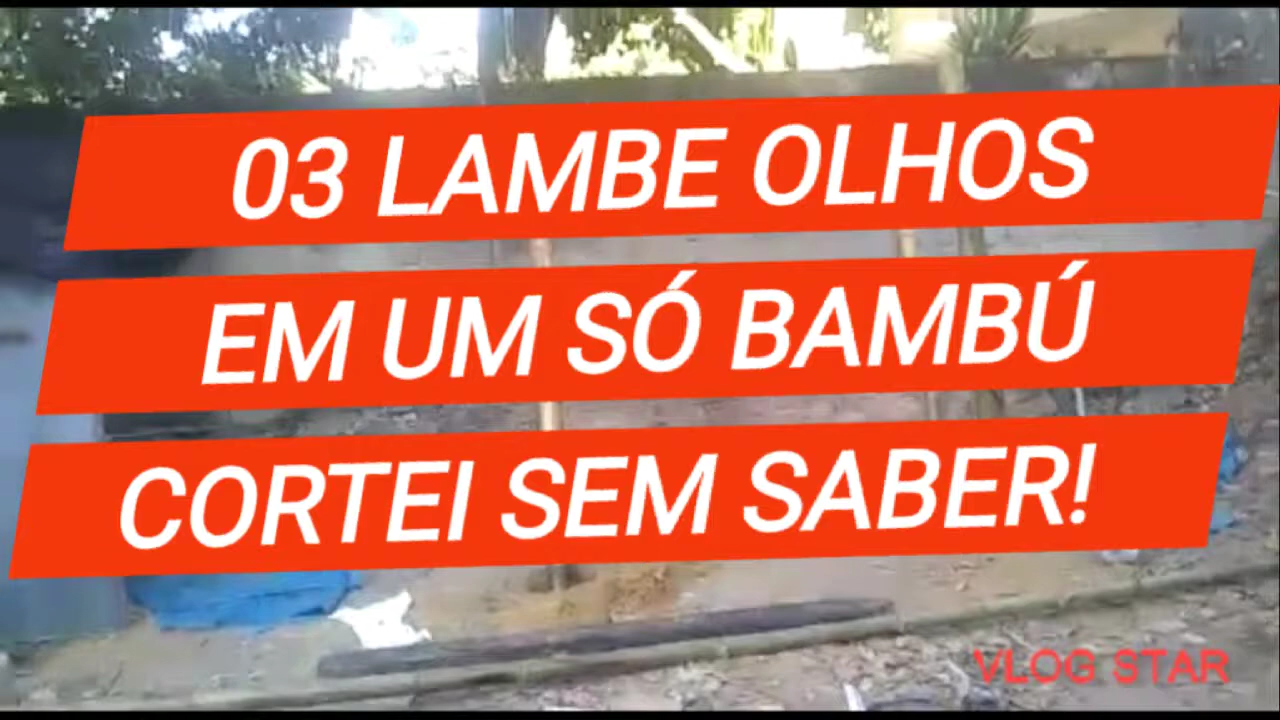 03 LAMBE OLHOS
EM UM SÓ BAMBÚ
CORTEI SEM SABER!
VLOG STAR